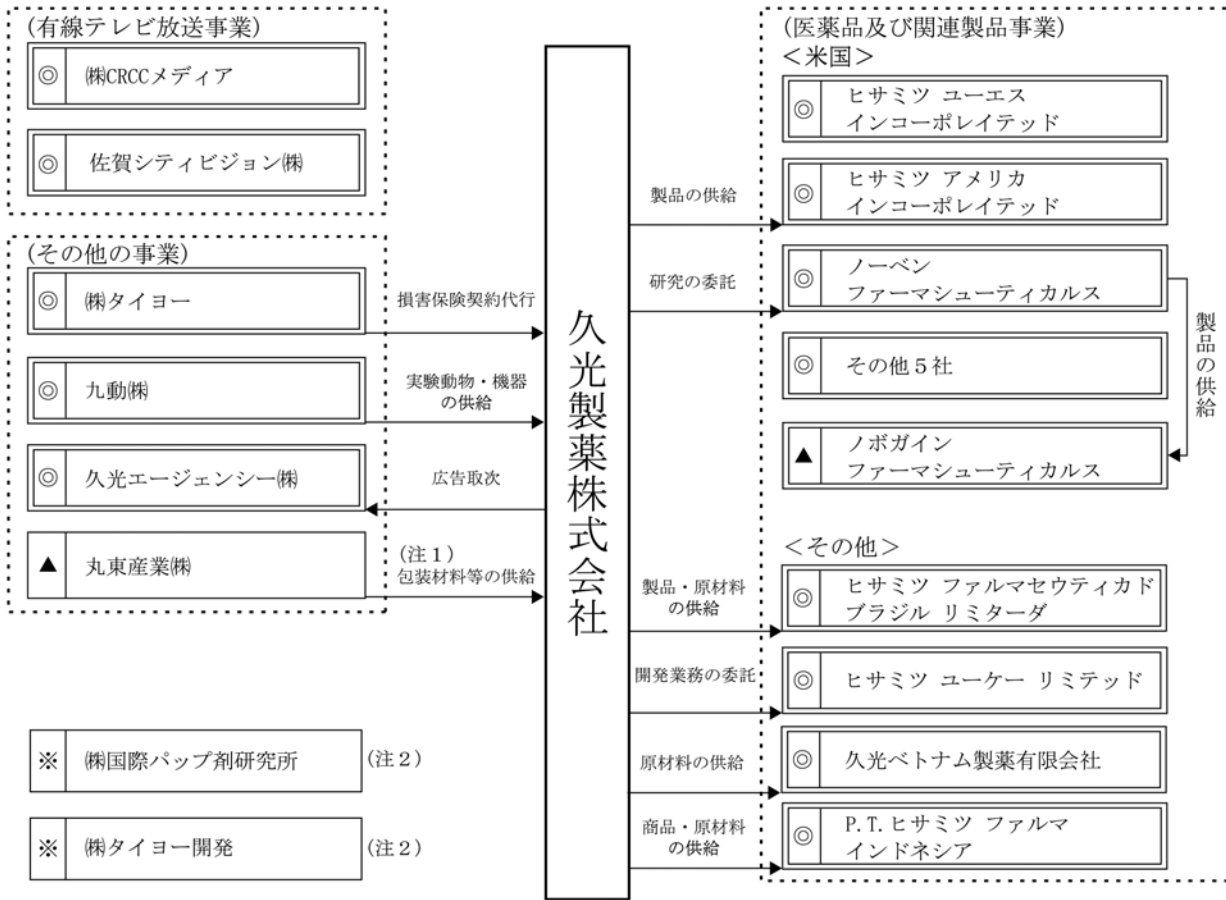 (有線テレビ放送事業)
◎ ㈱CRCCメディア
◎ 佐賀シティビジョン㈱
(その他の事業)
◎ ㈱タイヨー
損害保険契約代行
◎ 九動㈱
実験動物・機器
の供給
◎ 久光エージェンシー㈱
広告取次
▲ 丸東産業㈱
(注1)
包装材料等の供給
※ ㈱国際パップ剤研究所 (注2)
※ ㈱タイヨー開発 (注2)
久光製薬株式会社
(医薬品及び関連製品事業)
<米国>
◎ ヒサミツ ユーエス
インコーポレイテッド
製品の供給
◎ ヒサミツ アメリカ
インコーポレイテッド
研究の委託
◎ ノーベン
ファーマシューティカルス
◎ その他5社
▲ ノボガイン
ファーマシューティカルス
製品の供給
<その他>
製品・原材料
の供給
◎ ヒサミツ ファルマセウティカド
ブラジル リミターダ
開発業務の委託
◎ ヒサミツ ユーケー リミテッド
原材料の供給
◎ 久光ベトナム製薬有限会社
商品・原材料
の供給
◎ P.T.ヒサミツ ファルマ
インドネシア